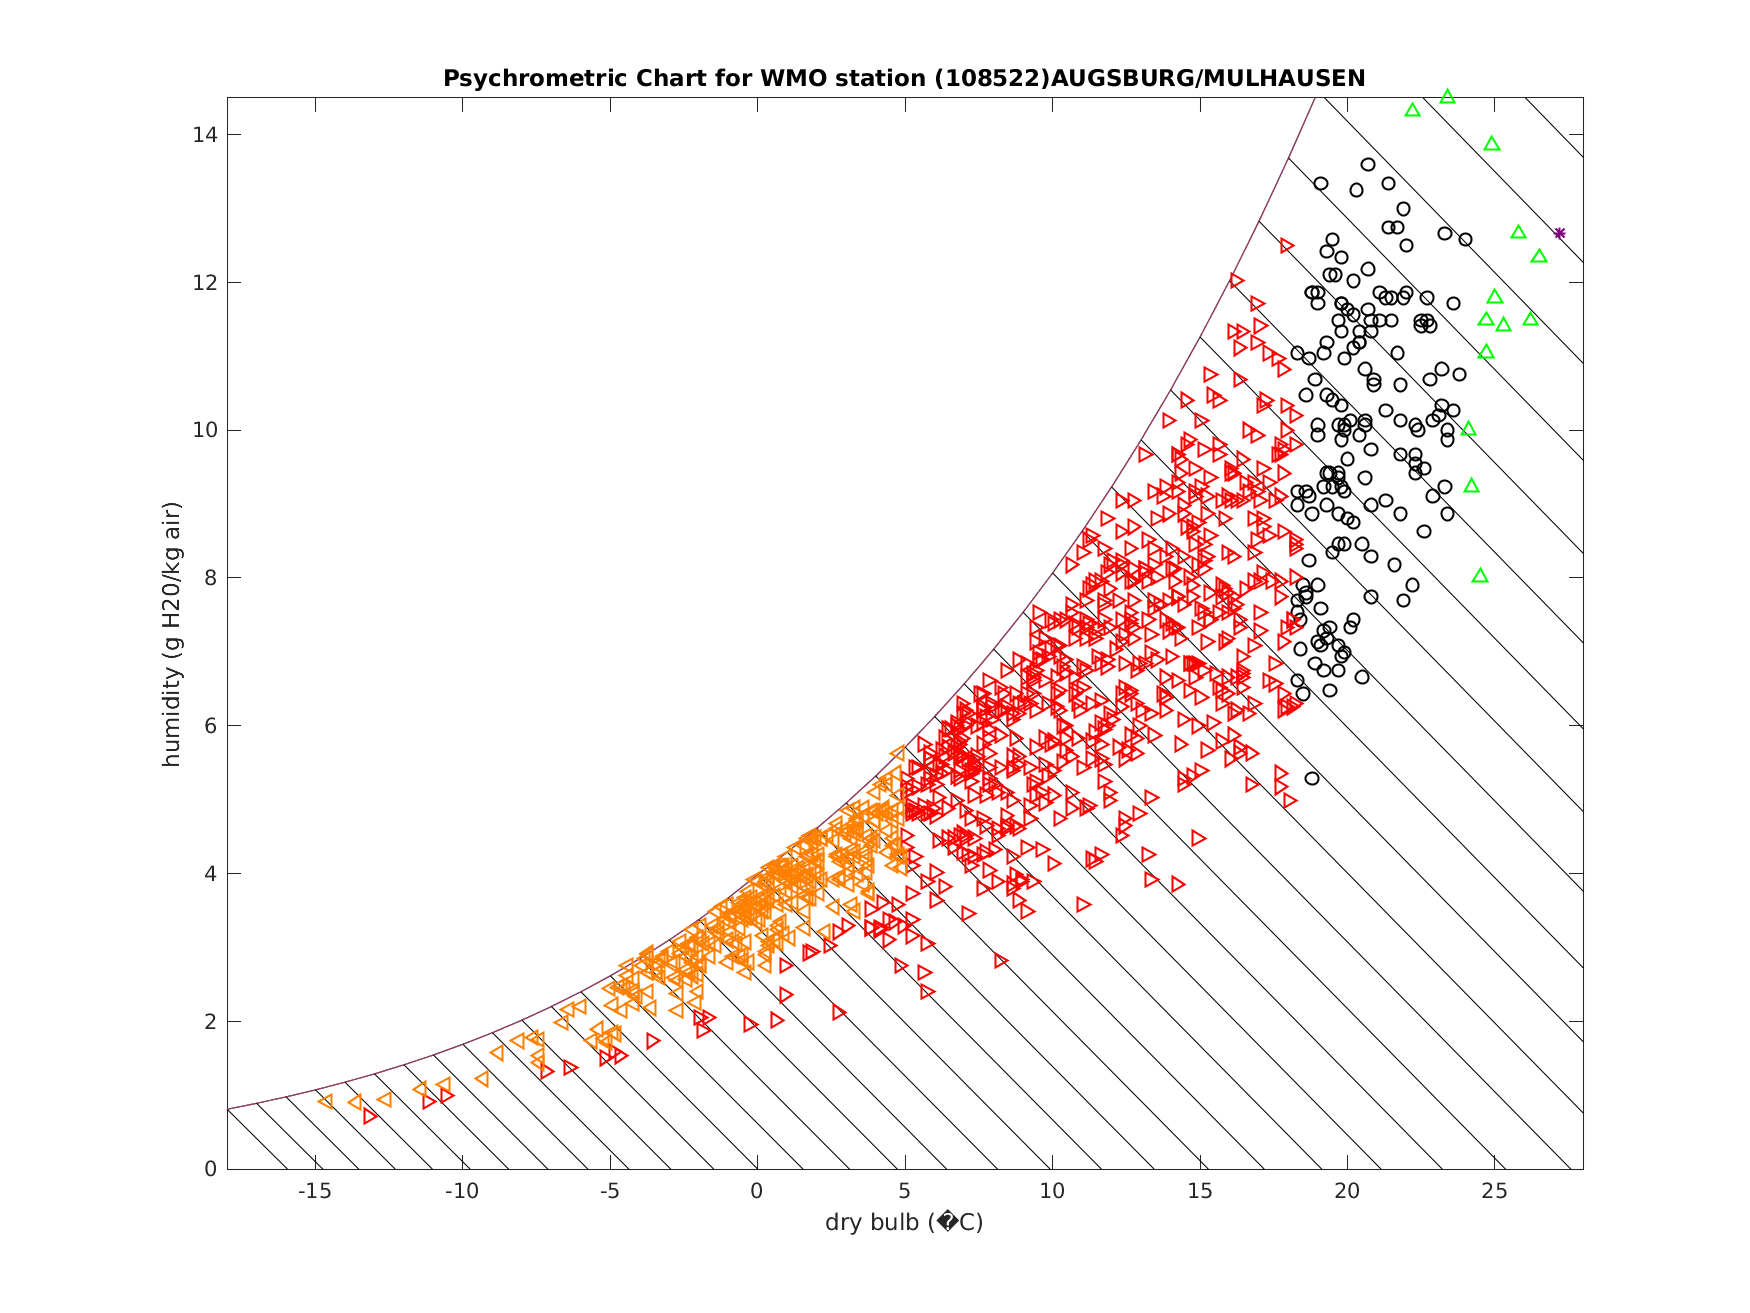 Psychrometric Chart for WMO station (108522)AUGSBURG/MULHAUSEN
14
12
10
8
6
4
2
0
humidity (g H20/kg air)
-15 -10 -5 0 5 10 15 20 25
dry bulb (�C)